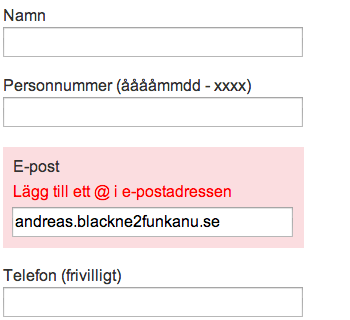 Namn
Personnummer (ååååmmdd - xxxx)
E-post
Lägg till ett @ i e-postadressen
andreas.blackne2funkanu.se
Telefon (frivilligt)